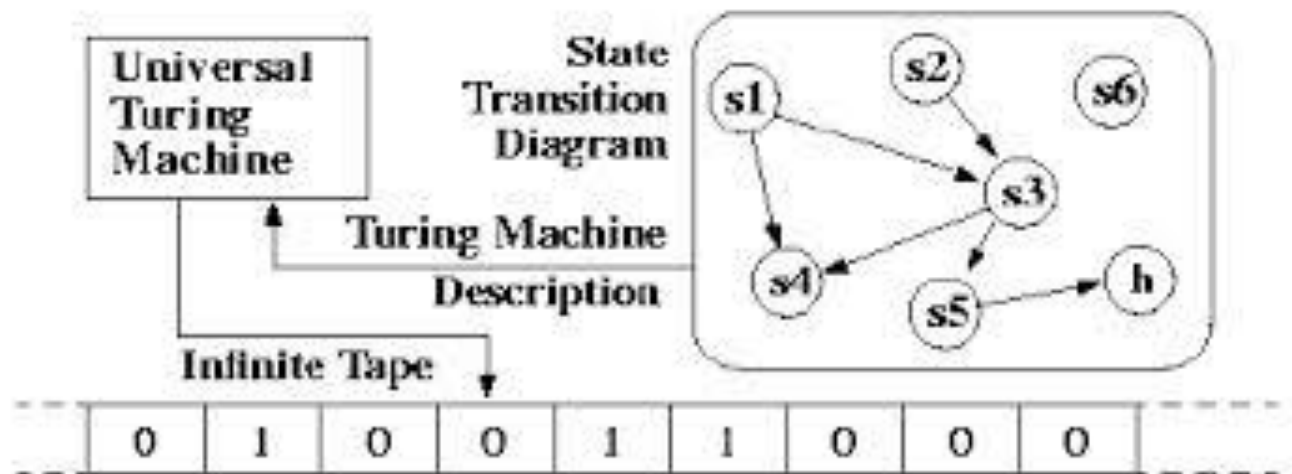 Universal
Turing
Machine
State
Transition
Diagram
s1
s2
s6
s3
s4
s5
h
Turing Machine
Description
Infinite Tape
0 1 0 0 1 1 0 0 0